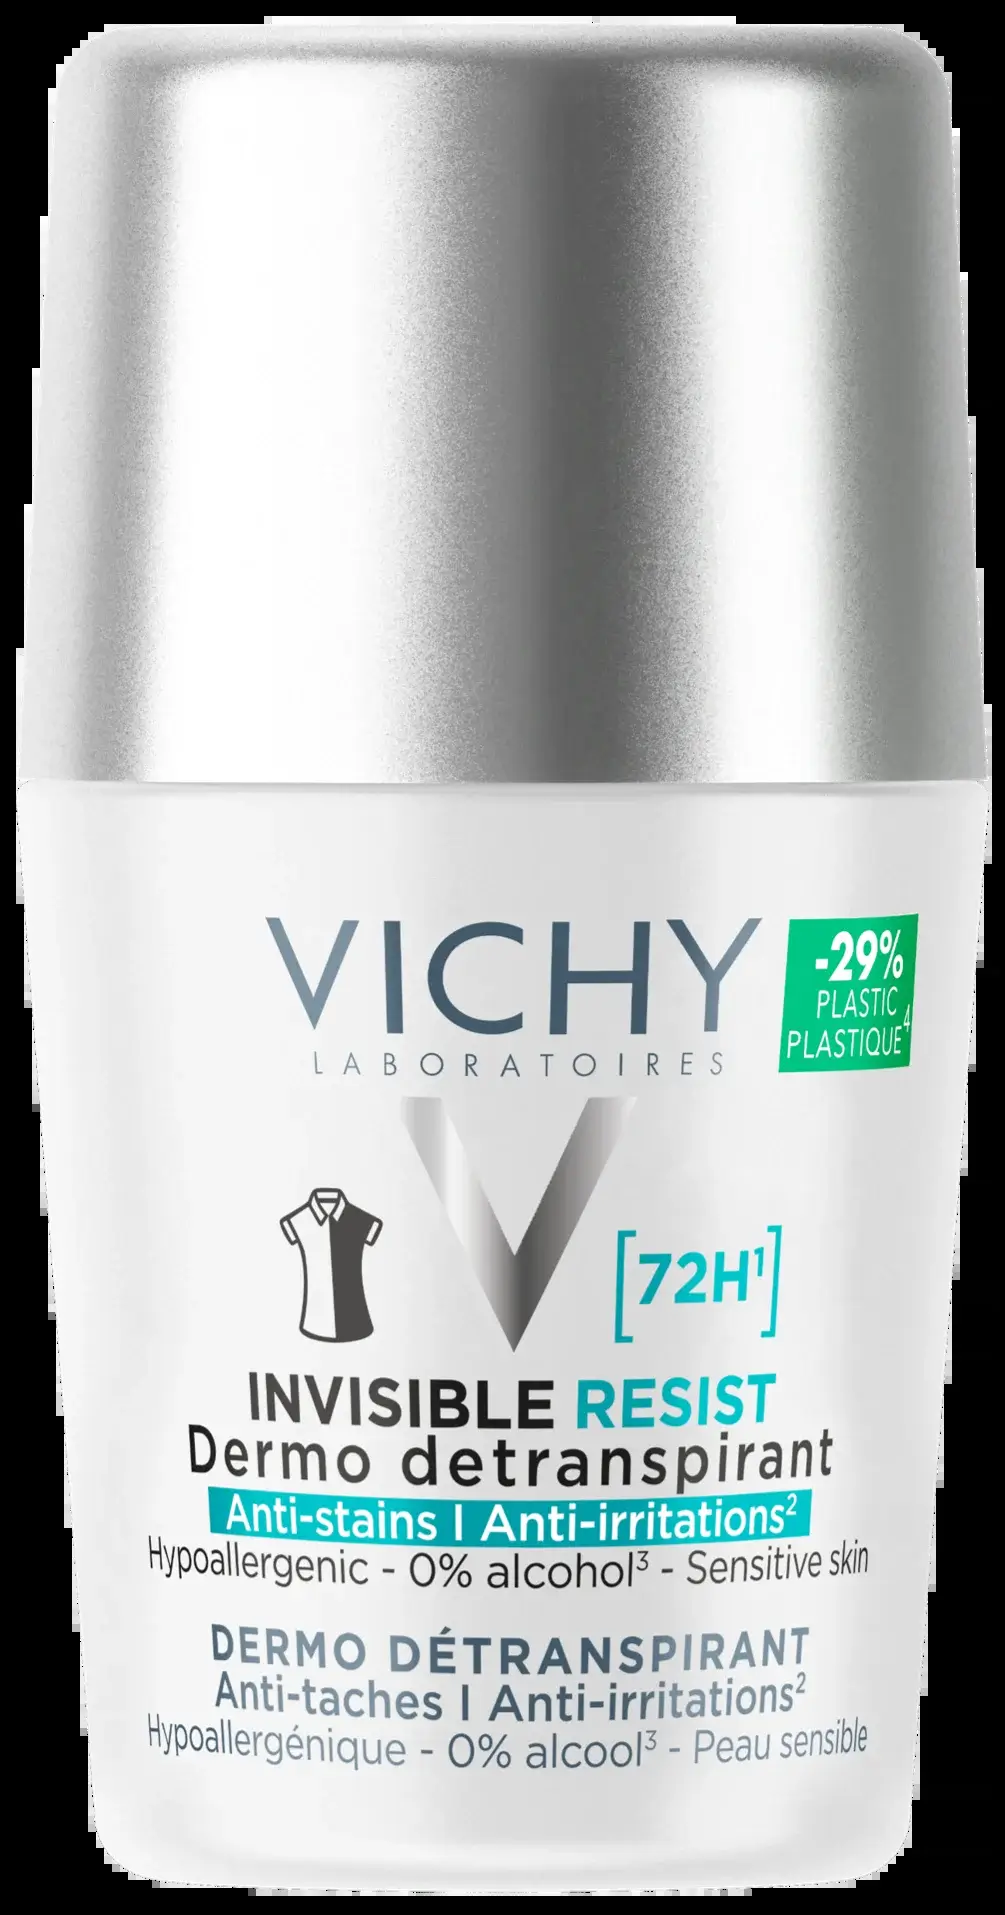 VICHY
LABORATOIRES
-29%
PLASTIC
PLASTIQUE⁴
[72H¹]
INVISIBLE RESIST
Dermo detranspirant
Anti-stains | Anti-irritations²
Hypoallergenic - 0% alcohol³ - Sensitive skin
DERMO DÉTRANSPIRANT
Anti-taches | Anti-irritations²
Hypoallergénique - 0% alcool³ - Peau sensible